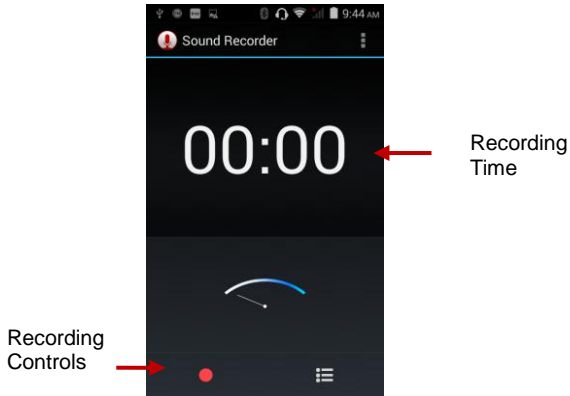 9:44 AM
Sound Recorder
00:00
Recording
Time
Recording
Controls